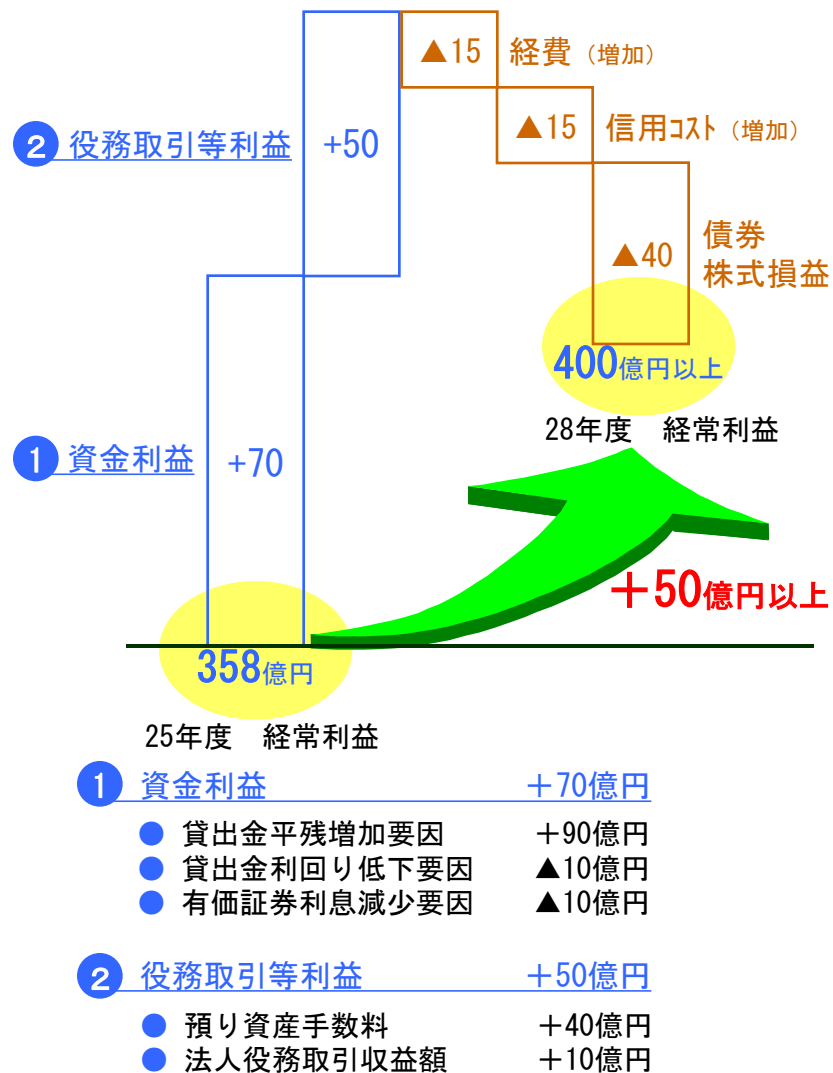 ▲15 経費（増加）
▲15 信用ｺｽﾄ（増加）
❷ 役務取引等利益 +50
▲40 債券
株式損益
400億円以上
28年度　経常利益
❶ 資金利益 +70
＋50億円以上
358億円
25年度　経常利益
❶ 資金利益 ＋70億円
● 貸出金平残増加要因 ＋90億円
● 貸出金利回り低下要因 ▲10億円
● 有価証券利息減少要因 ▲10億円
❷ 役務取引等利益 ＋50億円
● 預り資産手数料 ＋40億円
● 法人役務取引収益額 ＋10億円